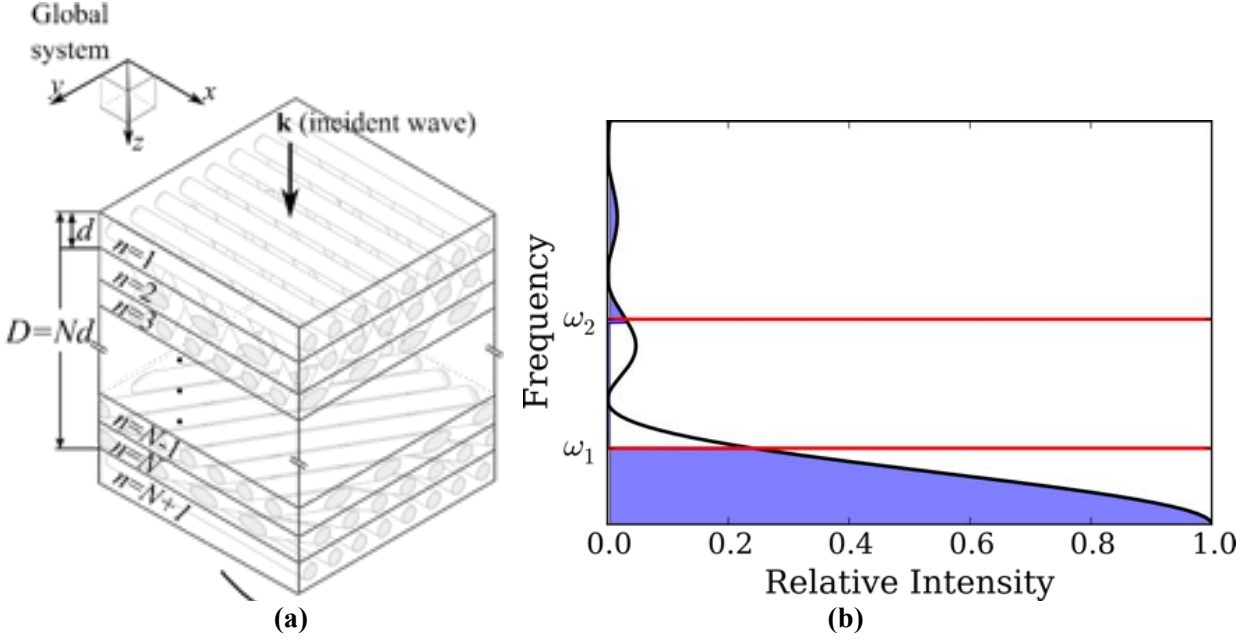 Global
system
y
x
z
k (incident wave)
d
n=1
n=2
n=3
D=Nd
n=N-1
n=N
n=N+1
(a)
Frequency
ω₂
ω₁
0.0 0.2 0.4 0.6 0.8 1.0
Relative Intensity
(b)